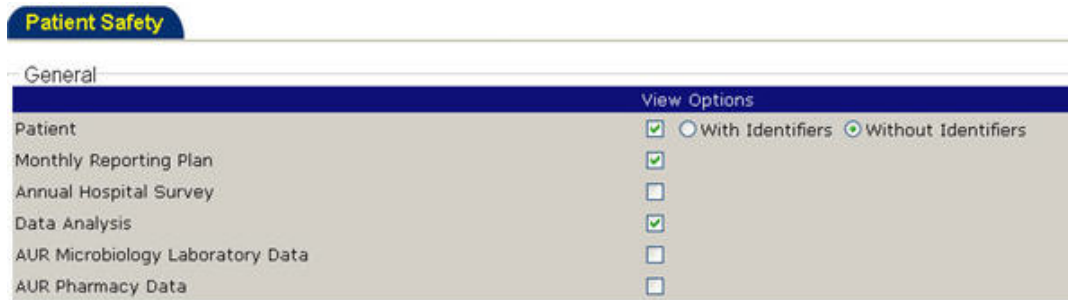 Patient Safety
General
View Options
Patient With Identifiers Without Identifiers
Monthly Reporting Plan
Annual Hospital Survey
Data Analysis
AUR Microbiology Laboratory Data
AUR Pharmacy Data